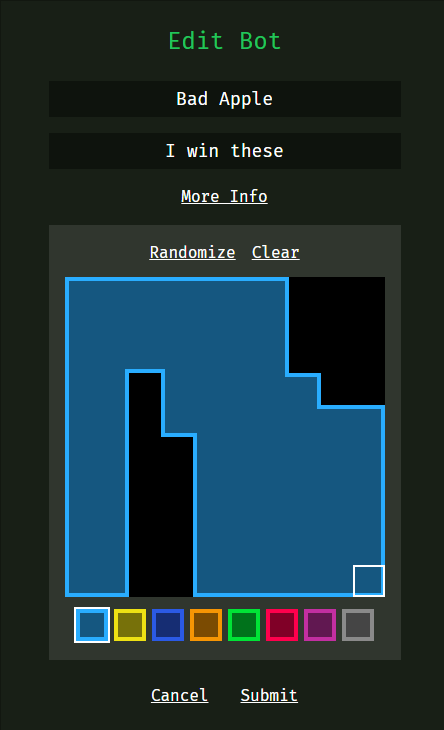 Edit Bot
Bad Apple
I win these
More Info
Randomize Clear
Cancel Submit